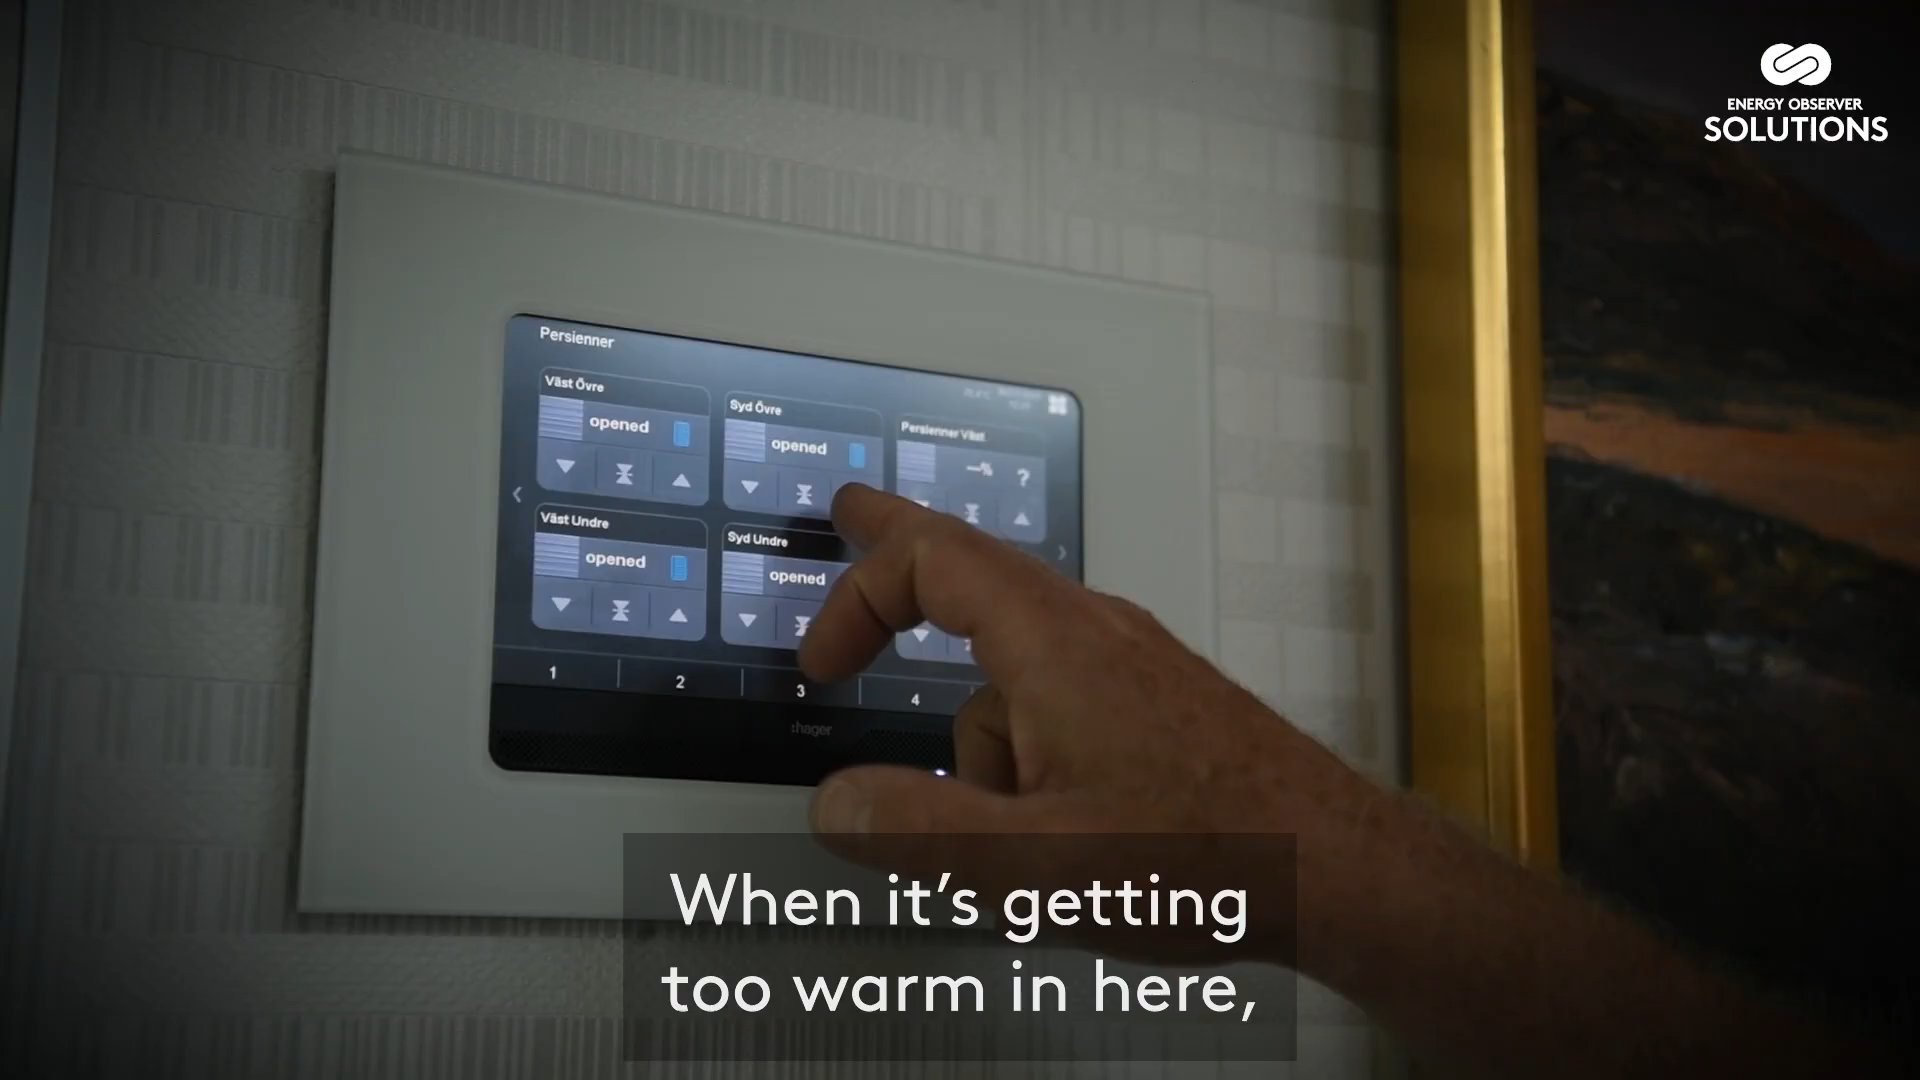 ENERGY OBSERVER
SOLUTIONS
Persienner
Väst Övre
opened
Syd Övre
opened
Persienner Väst
–%
?
Väst Undre
opened
Syd Undre
opened
1
2
3
4
:hager
When it’s getting
too warm in here,